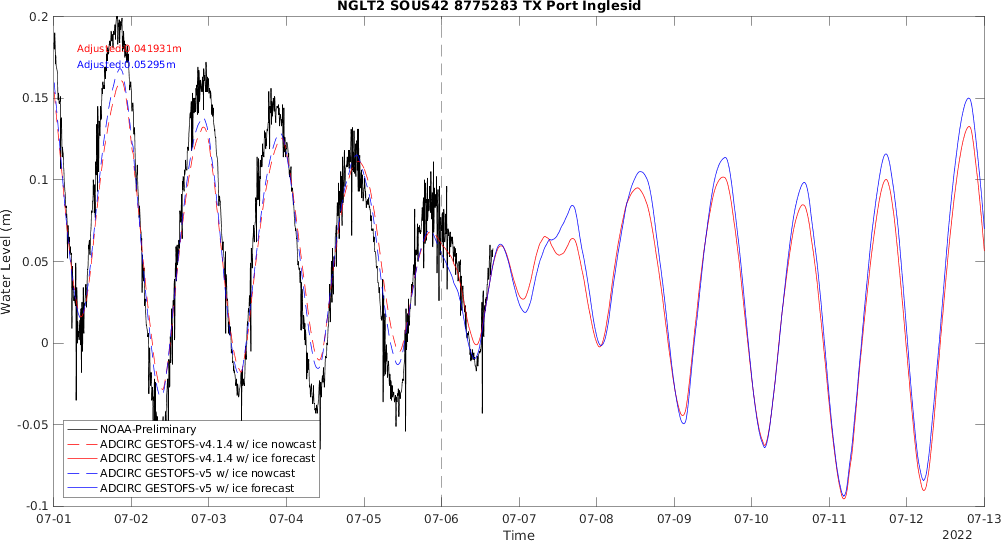 NGLT2 SOUS42 8775283 TX Port Inglesid
Adjusted:0.041931m
Adjusted:0.05295m
0.2
0.15
0.1
0.05
0
-0.05
-0.1
Water Level (m)
NOAA-Preliminary
ADCIRC GESTOFS-v4.1.4 w/ ice nowcast
ADCIRC GESTOFS-v4.1.4 w/ ice forecast
ADCIRC GESTOFS-v5 w/ ice nowcast
ADCIRC GESTOFS-v5 w/ ice forecast
07-01 07-02 07-03 07-04 07-05 07-06 07-07 07-08 07-09 07-10 07-11 07-12 07-13
Time
2022